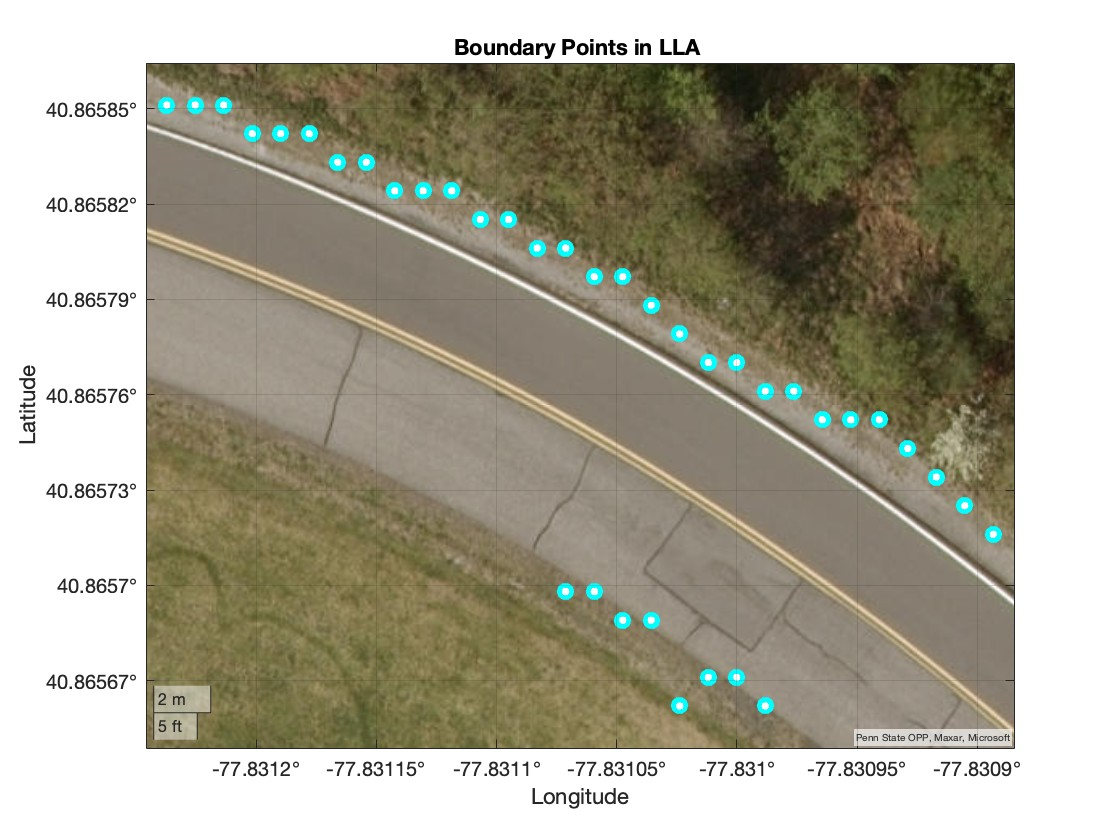 Boundary Points in LLA
40.86585°
40.86582°
40.86579°
40.86576°
40.86573°
40.8657°
40.86567°
Latitude
2 m
5 ft
Penn State OPP, Maxar, Microsoft
-77.8312° -77.83115° -77.8311° -77.83105° -77.831° -77.83095° -77.8309°
Longitude